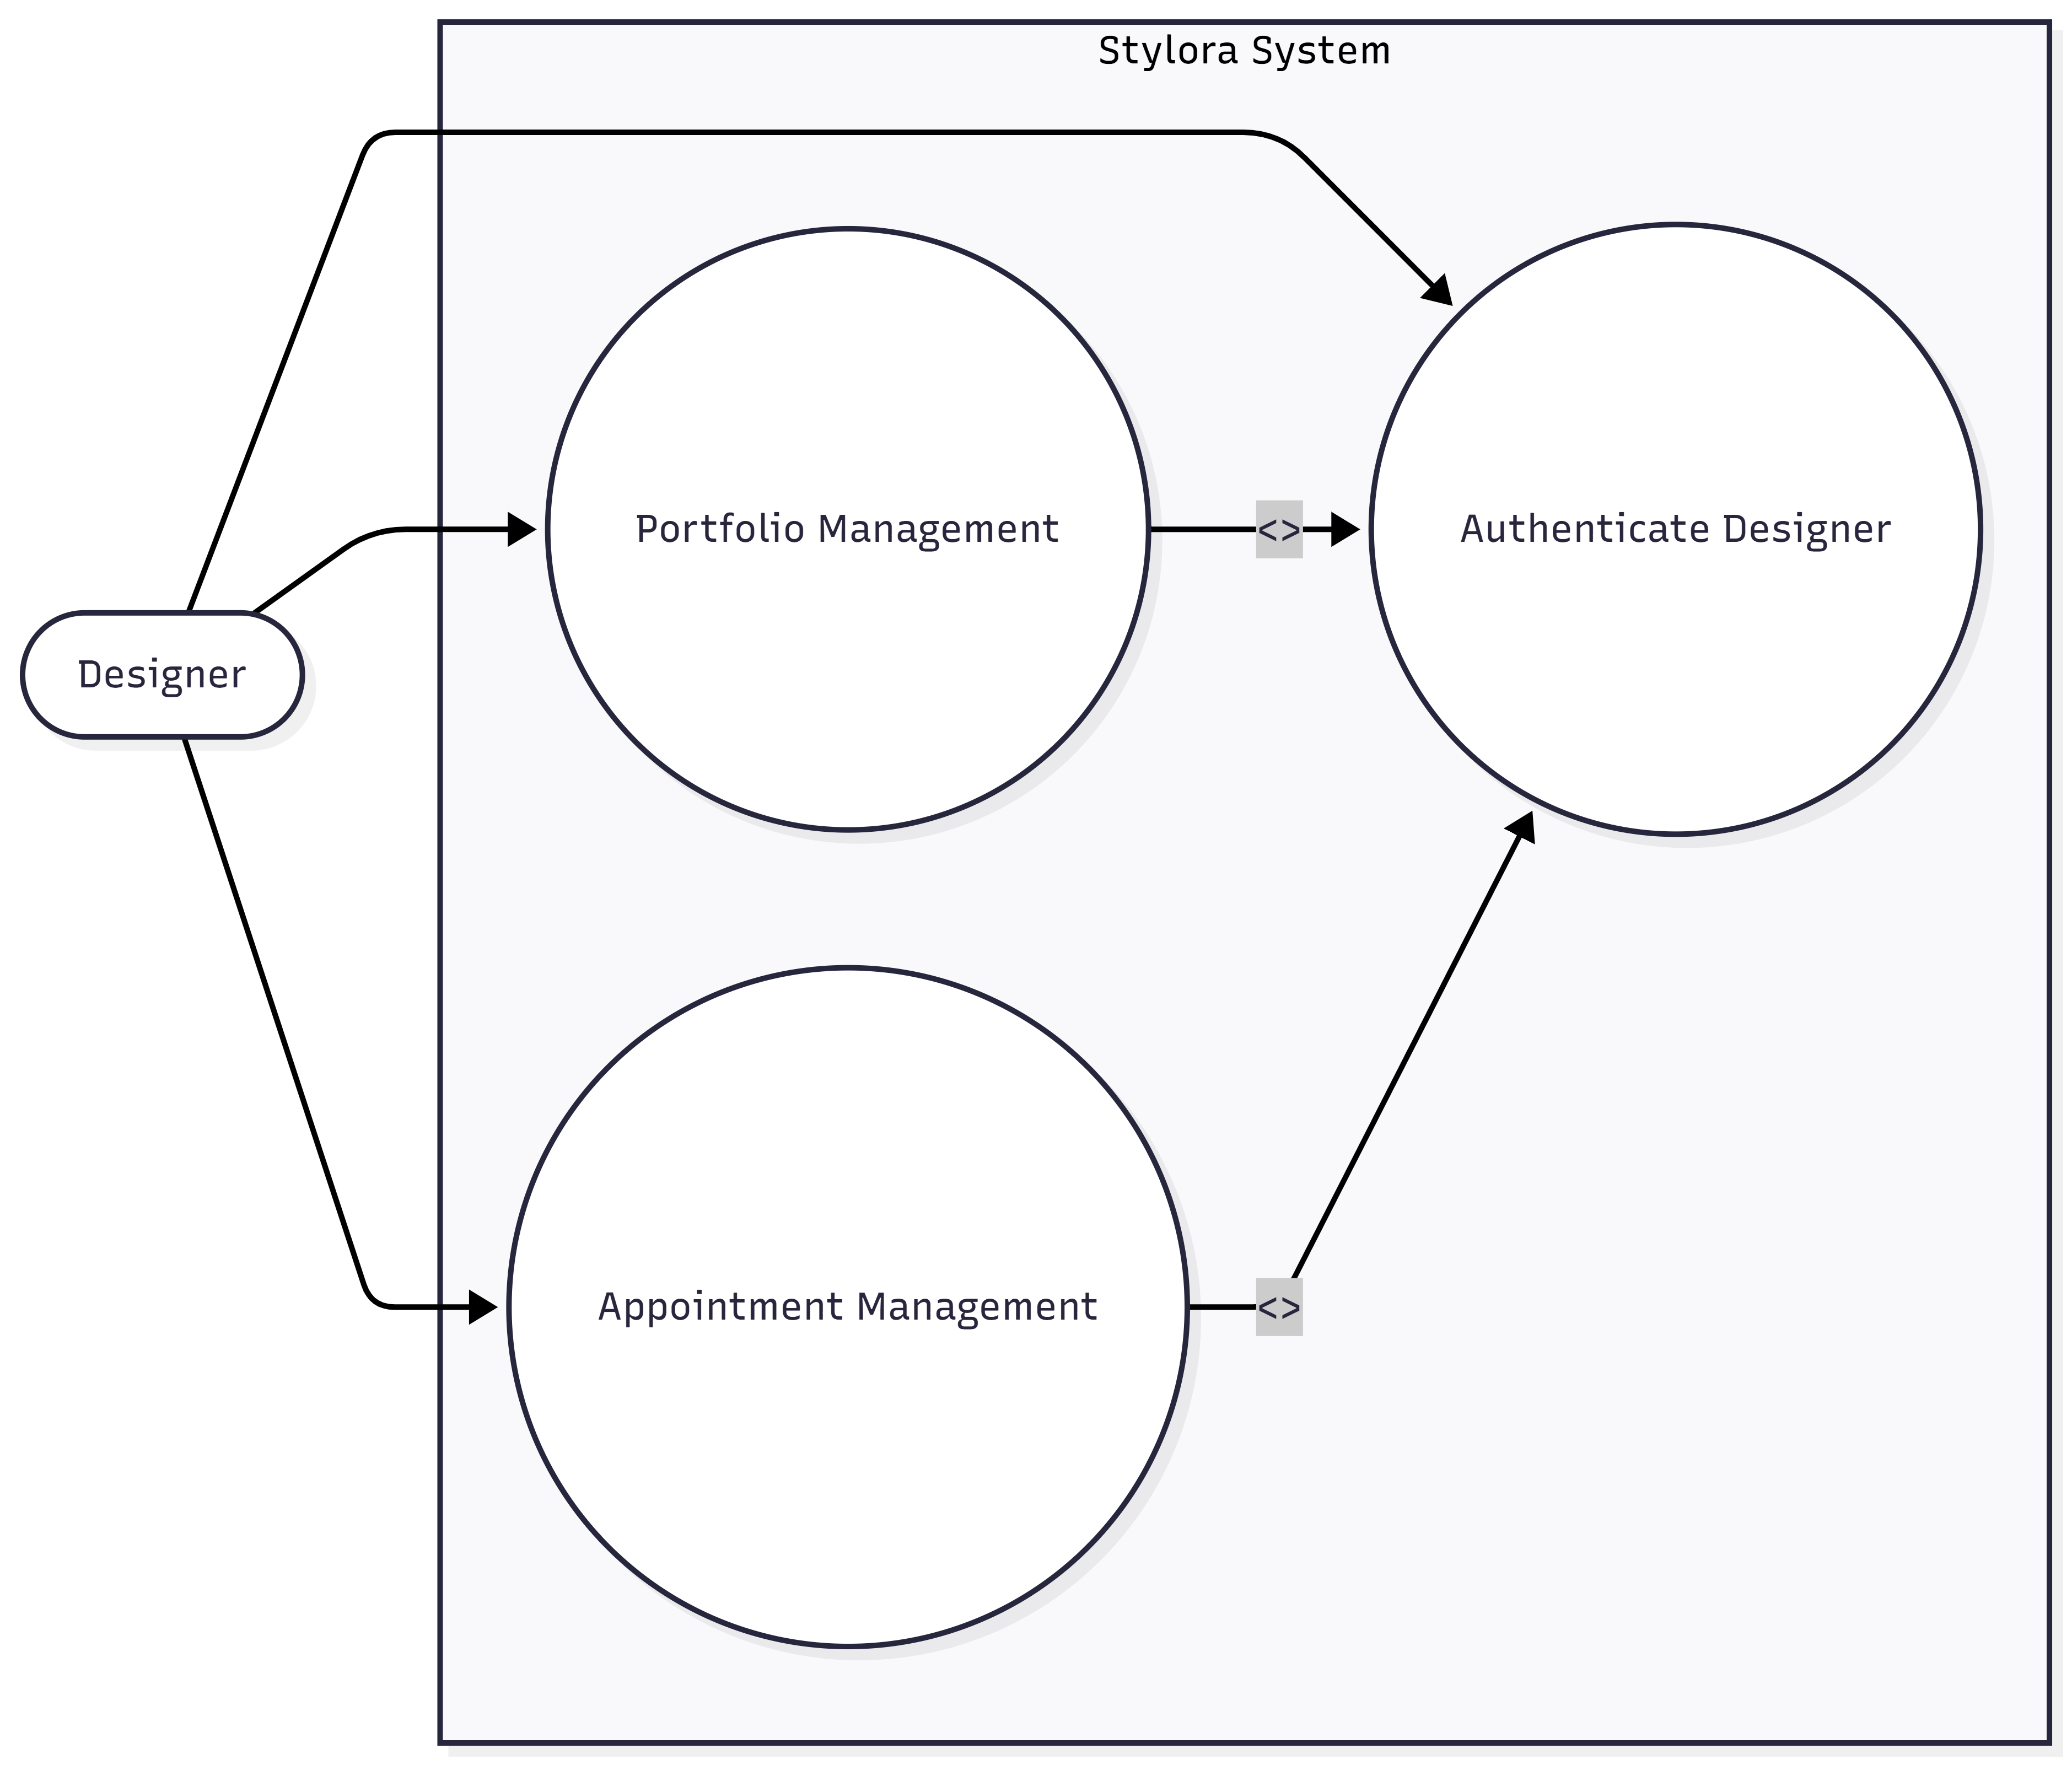 Stylora System
Portfolio Management
<>
Authenticate Designer
Designer
Appointment Management
<>